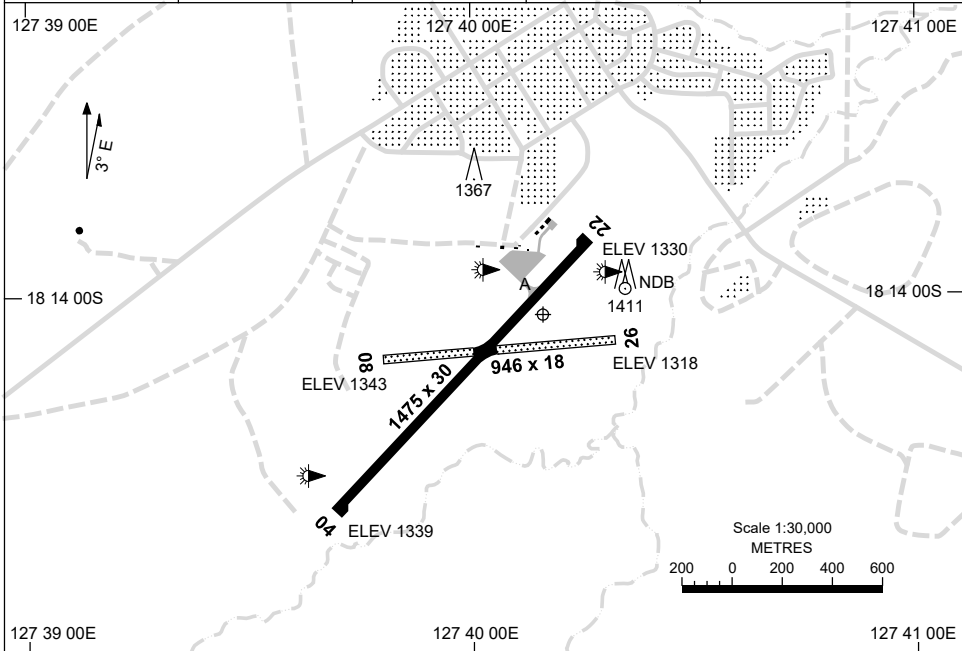 127 39 00E
127 40 00E
127 41 00E
3° E
1367
22
ELEV 1330
NDB
1411
A
18 14 00S
18 14 00S
08
26
ELEV 1343
946 x 18
ELEV 1318
1475 x 30
04
ELEV 1339
Scale 1:30,000
METRES
200 0 200 400 600
127 39 00E
127 40 00E
127 41 00E